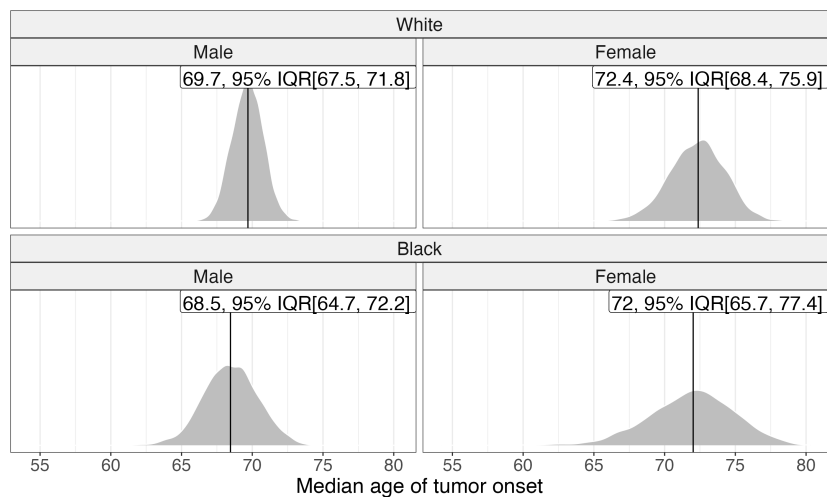 White
Male Female
69.7, 95% IQR[67.5, 71.8] 72.4, 95% IQR[68.4, 75.9]
Black
Male Female
68.5, 95% IQR[64.7, 72.2] 72, 95% IQR[65.7, 77.4]
55 60 65 70 75 80 55 60 65 70 75 80
Median age of tumor onset